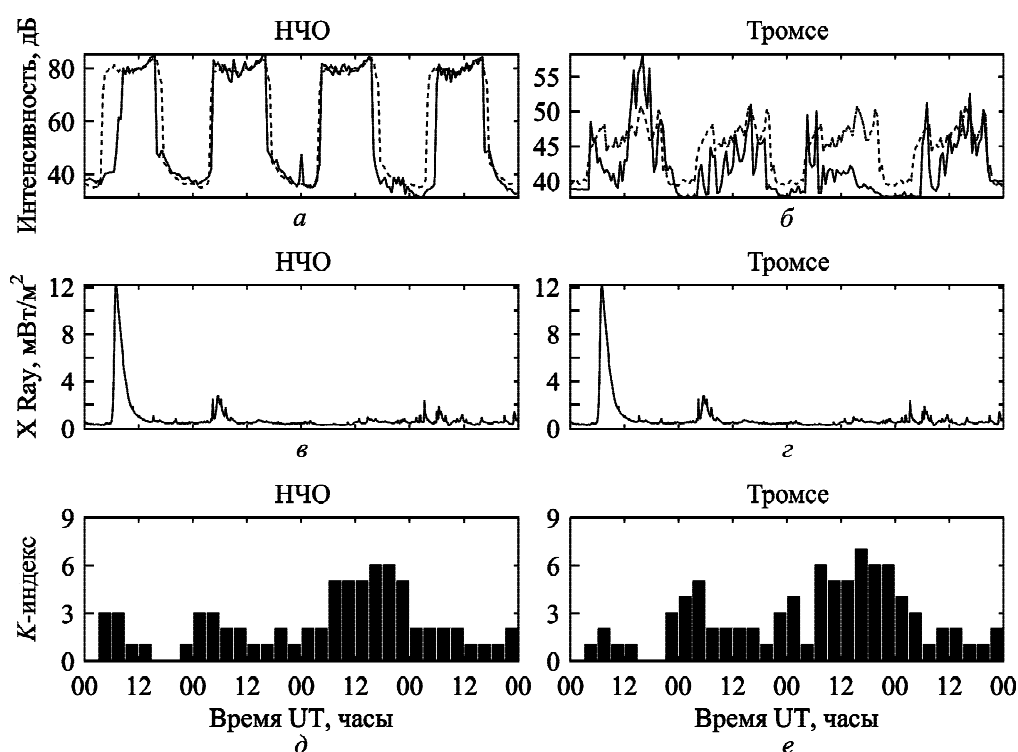 НЧО
Тромсе
Интенсивность, дБ
80
60
40
55
50
45
40
а
б
НЧО
Тромсе
X Ray, мВт/м²
12
8
4
0
12
8
4
0
в
г
НЧО
Тромсе
K-индекс
9
6
3
0
9
6
3
0
00 12 00 12 00 12 00 12 00
00 12 00 12 00 12 00 12 00
Время UT, часы
Время UT, часы
д
е